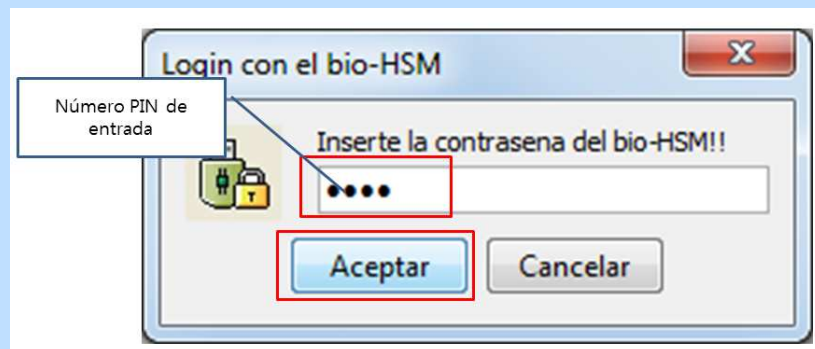 Login con el bio-HSM
Número PIN de
entrada
Inserte la contrasena del bio-HSM!!
••••
Aceptar
Cancelar